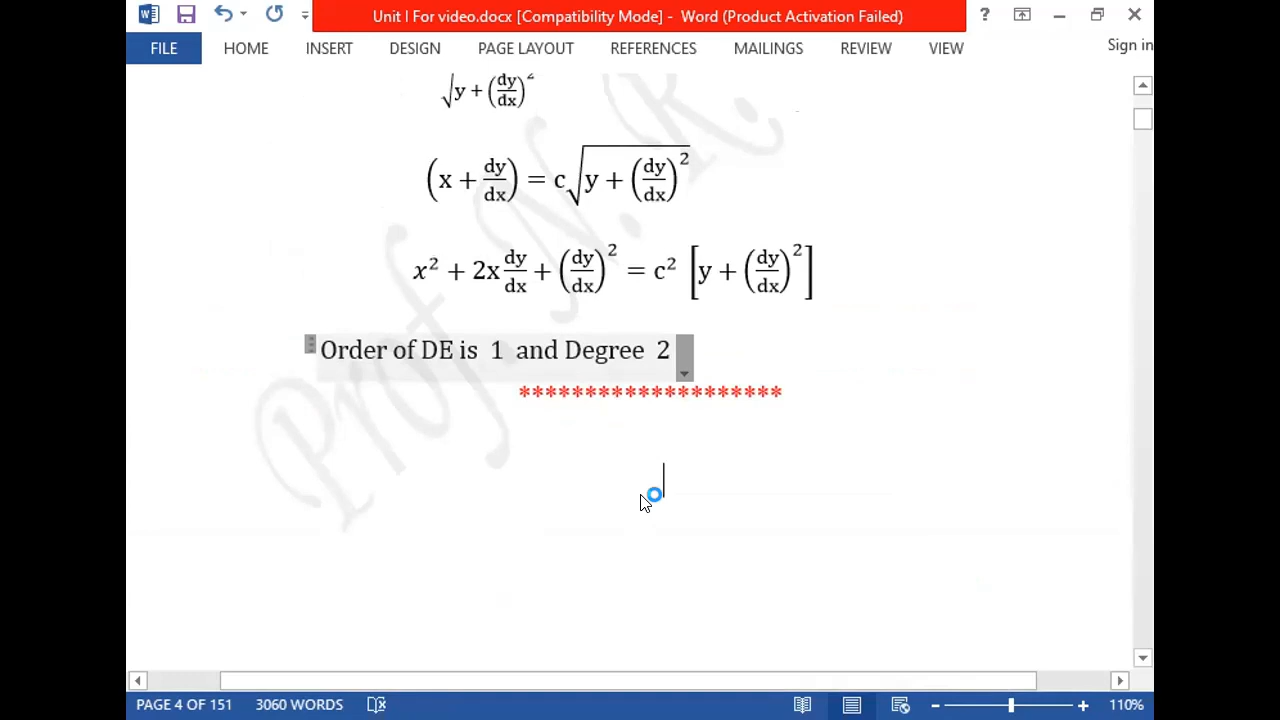 Unit I For video.docx [Compatibility Mode] - Word (Product Activation Failed)
?
FILE HOME INSERT DESIGN PAGE LAYOUT REFERENCES MAILINGS REVIEW VIEW Sign in
√y + (dy/dx)²
(x + dy/dx) = c√(y + (dy/dx)²)
x² + 2x dy/dx + (dy/dx)² = c² [y + (dy/dx)²]
Order of DE is 1 and Degree 2
********************
Prof. N. R.
PAGE 4 OF 151 3060 WORDS 110%